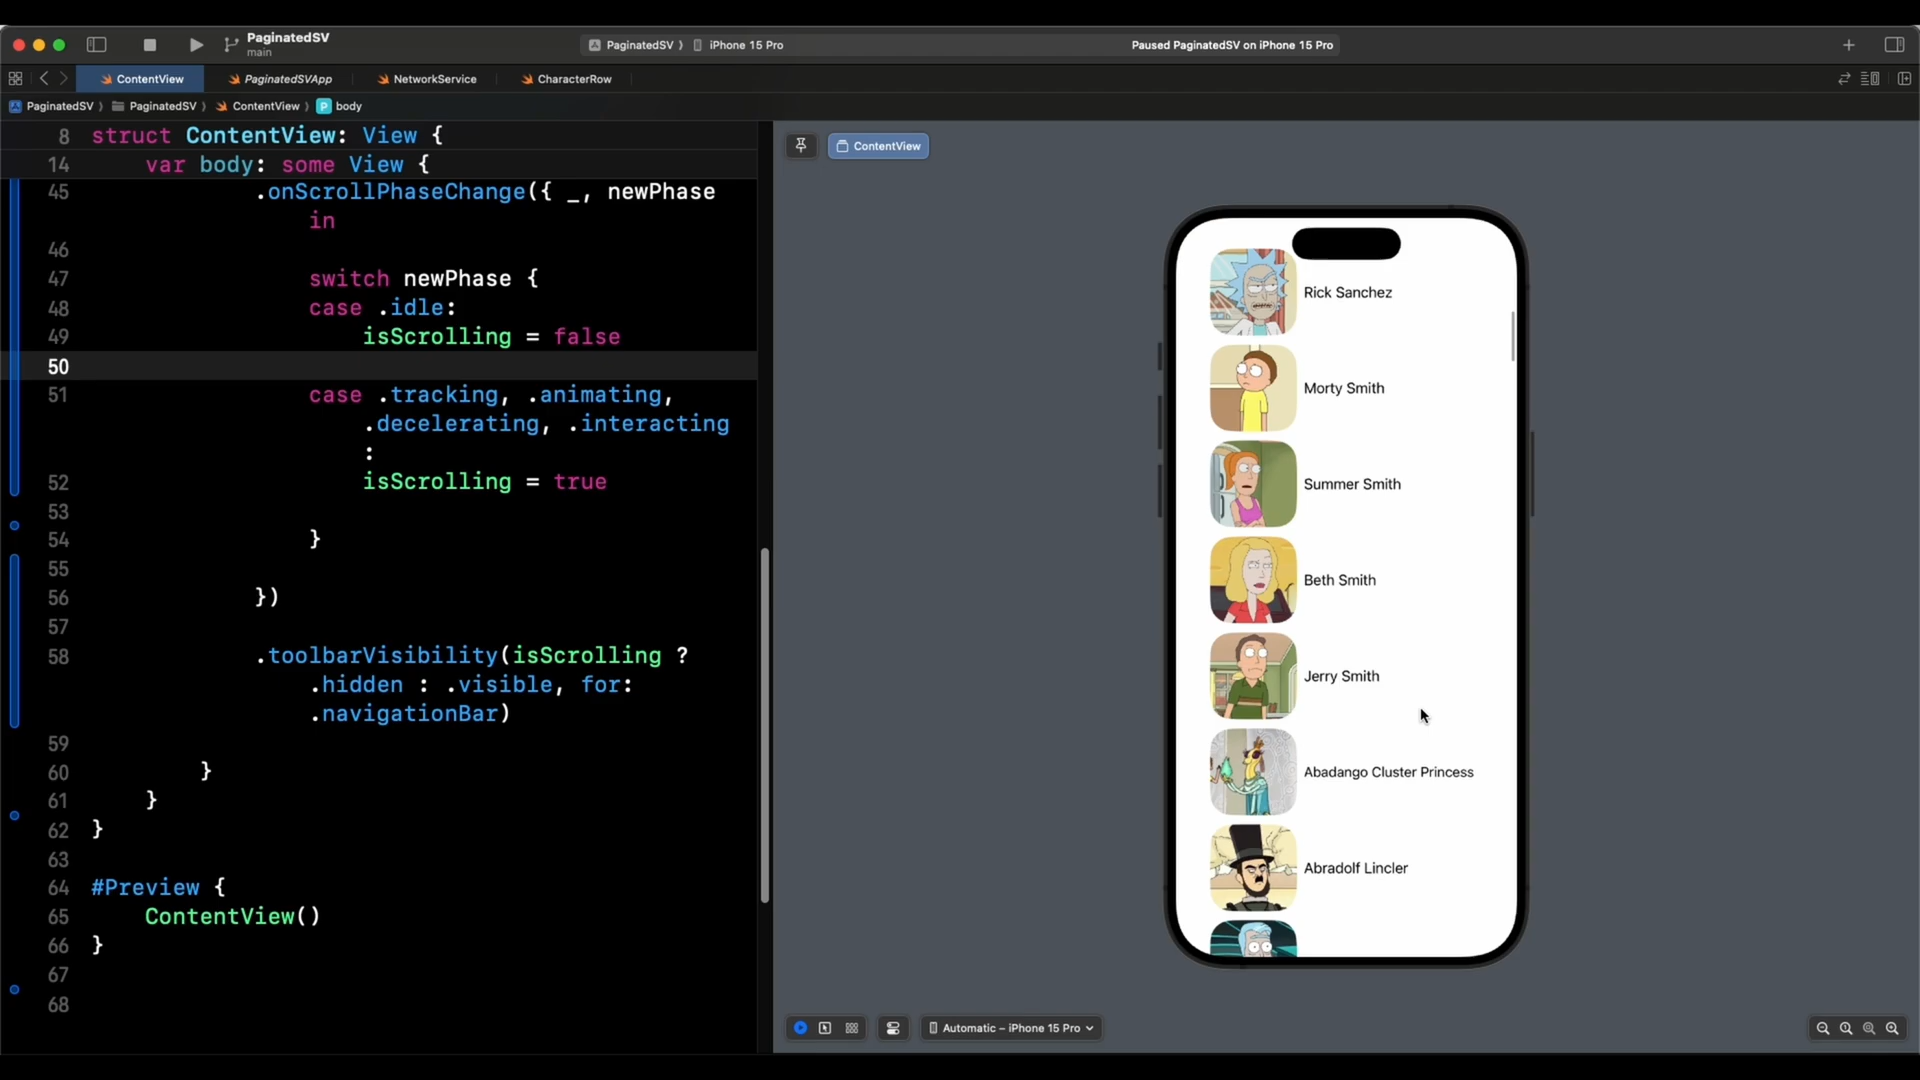 PaginatedSV
main
PaginatedSV
iPhone 15 Pro
Paused PaginatedSV on iPhone 15 Pro
ContentView
PaginatedSVApp
NetworkService
CharacterRow
PaginatedSV
PaginatedSV
ContentView
P
body
8 struct ContentView: View {
14 var body: some View {
45 .onScrollPhaseChange({ _, newPhase
in
46
47 switch newPhase {
48 case .idle:
49 isScrolling = false
50
51 case .tracking, .animating,
.decelerating, .interacting
:
52 isScrolling = true
53
54 }
55
56 })
57
58 .toolbarVisibility(isScrolling ?
.hidden : .visible, for:
.navigationBar)
59
60 }
61 }
62 }
63
64 #Preview {
65 ContentView()
66 }
67
68
ContentView
Rick Sanchez
Morty Smith
Summer Smith
Beth Smith
Jerry Smith
Abadango Cluster Princess
Abradolf Lincler
Automatic – iPhone 15 Pro